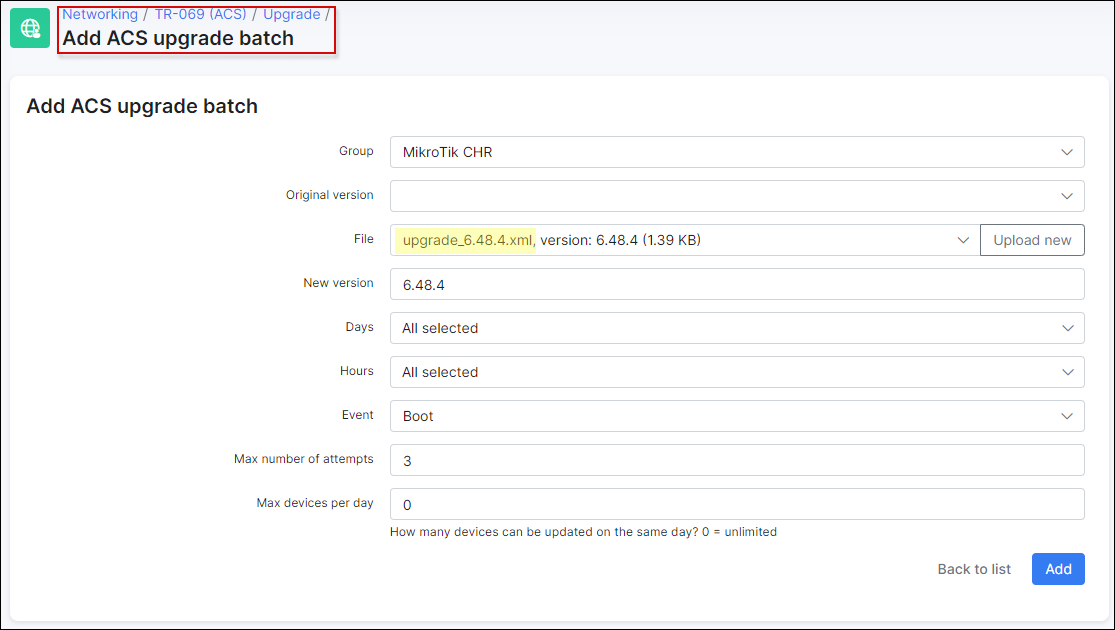 Networking / TR-069 (ACS) / Upgrade /
Add ACS upgrade batch
Add ACS upgrade batch
Group MikroTik CHR
Original version
File upgrade_6.48.4.xml, version: 6.48.4 (1.39 KB) Upload new
New version 6.48.4
Days All selected
Hours All selected
Event Boot
Max number of attempts 3
Max devices per day 0
How many devices can be updated on the same day? 0 = unlimited
Back to list Add